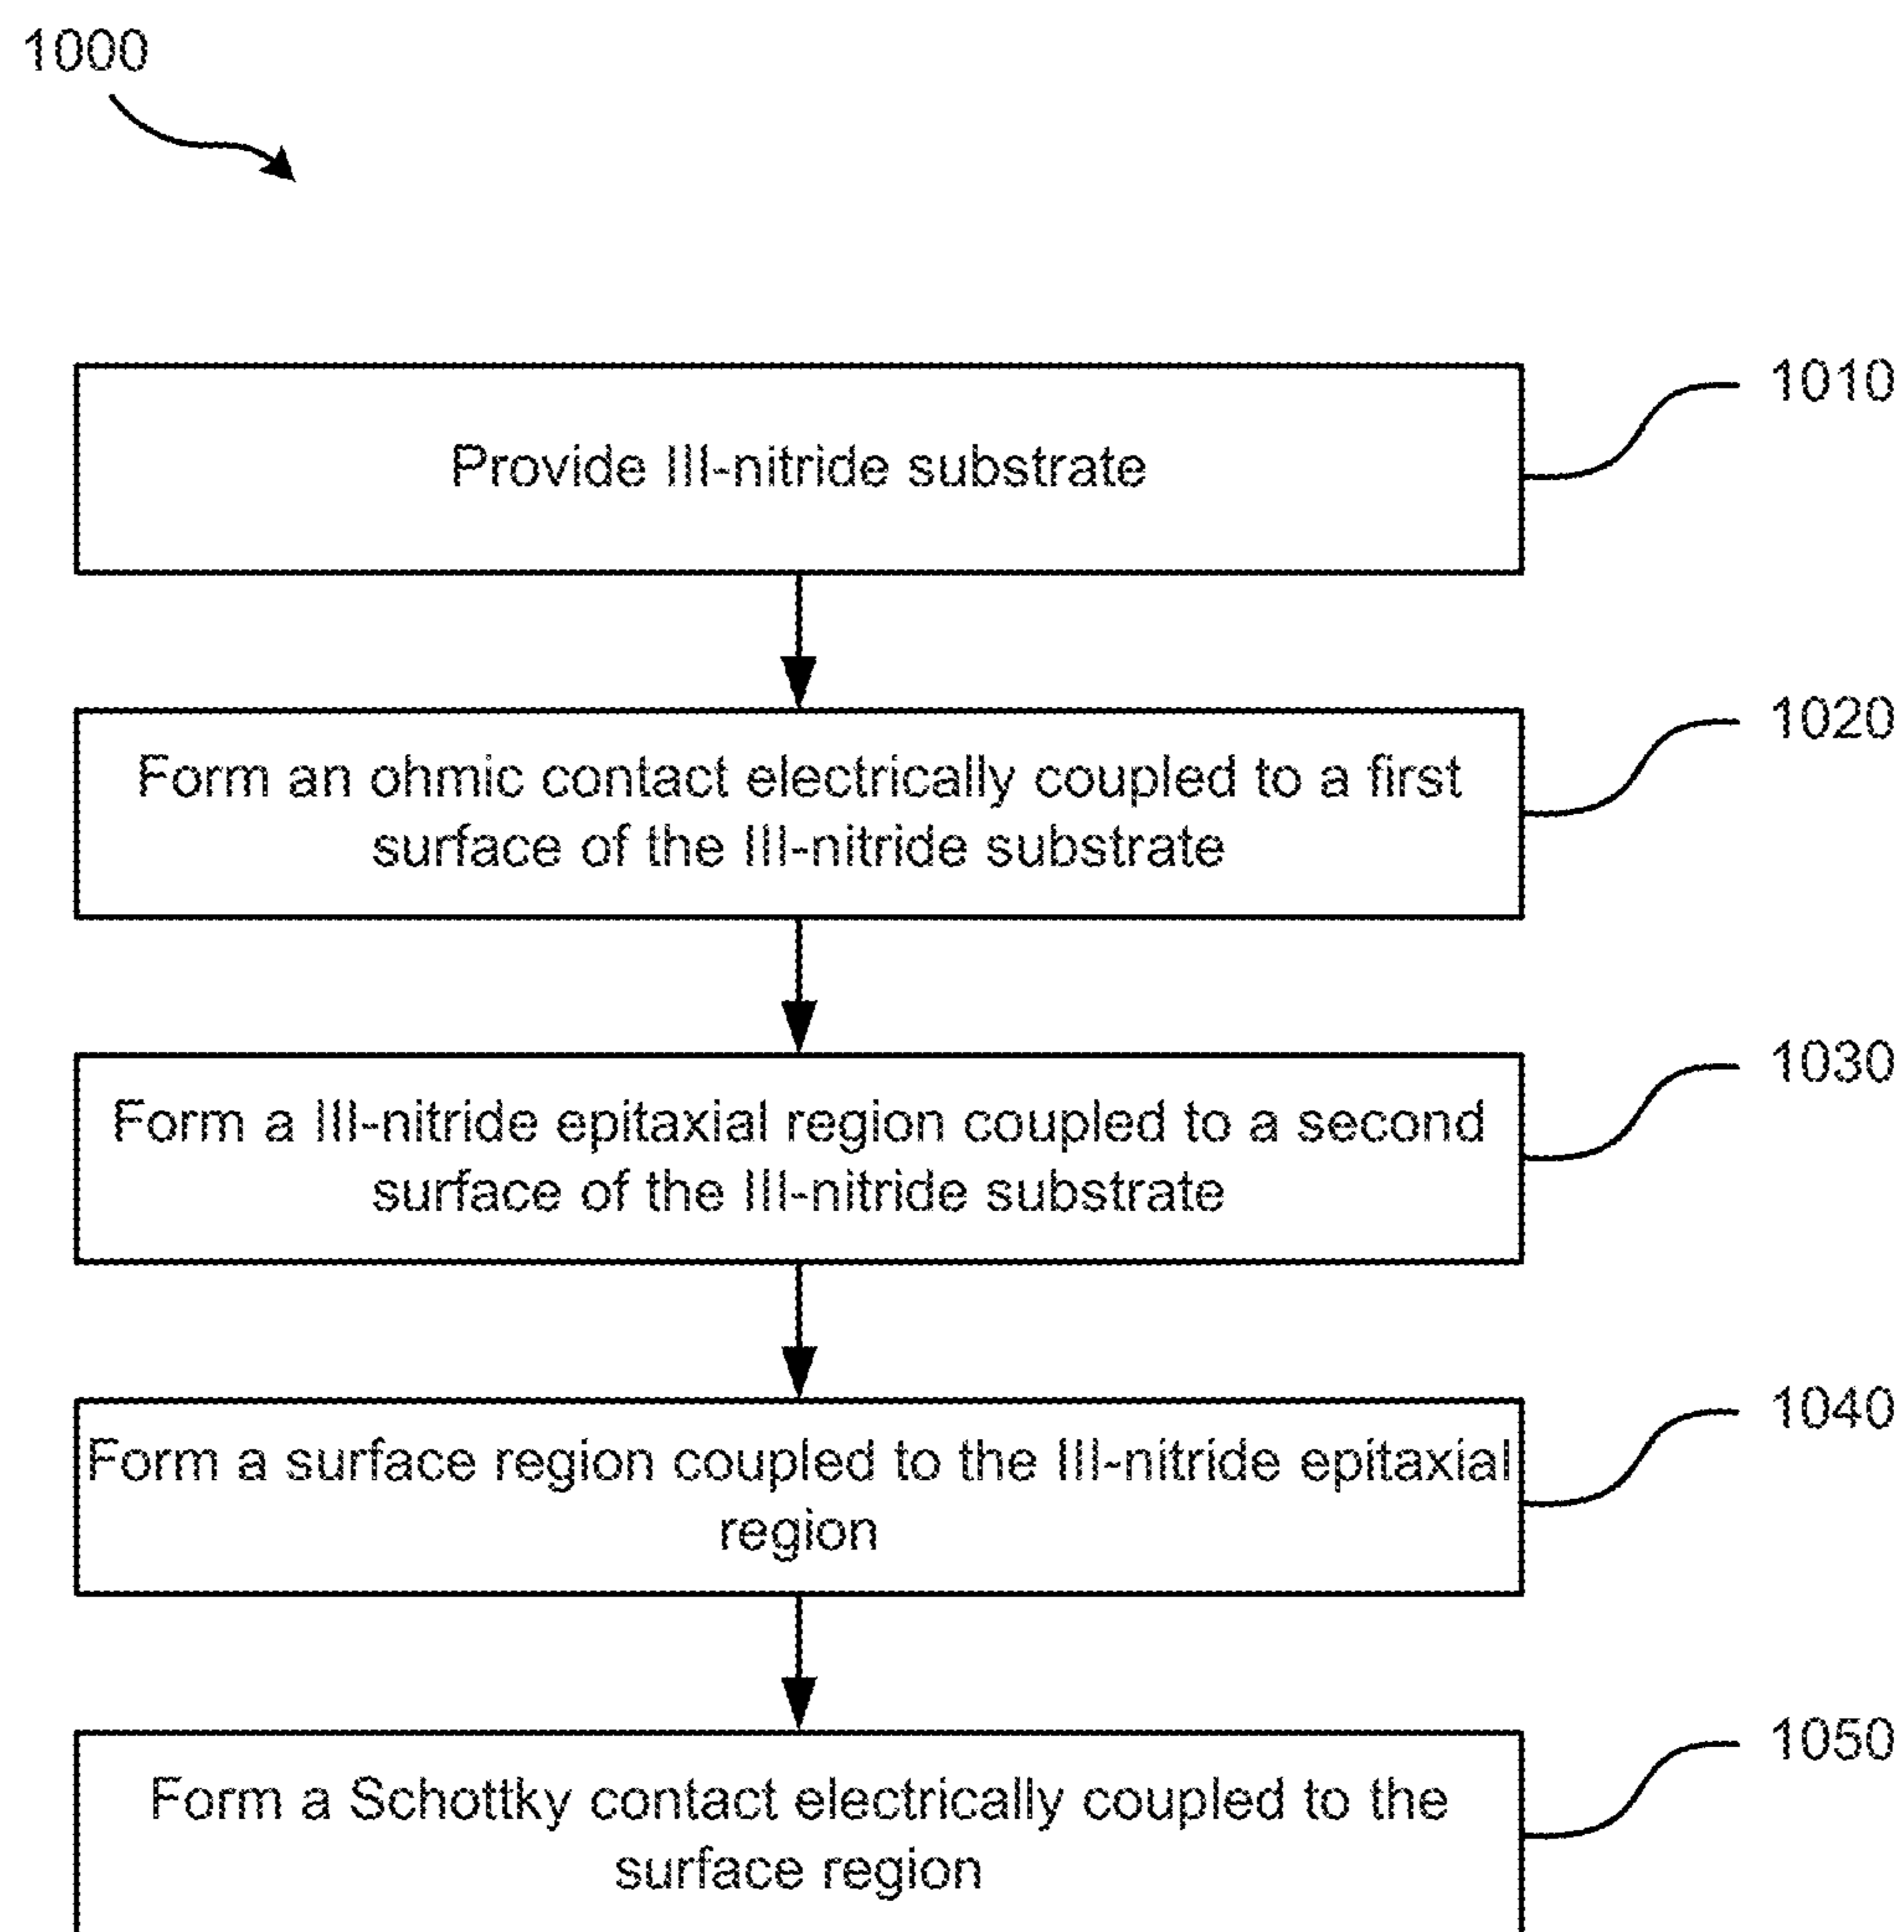 1000
Provide III-nitride substrate
1010
Form an ohmic contact electrically coupled to a first
surface of the III-nitride substrate
1020
Form a III-nitride epitaxial region coupled to a second
surface of the III-nitride substrate
1030
Form a surface region coupled to the III-nitride epitaxial
region
1040
Form a Schottky contact electrically coupled to the
surface region
1050